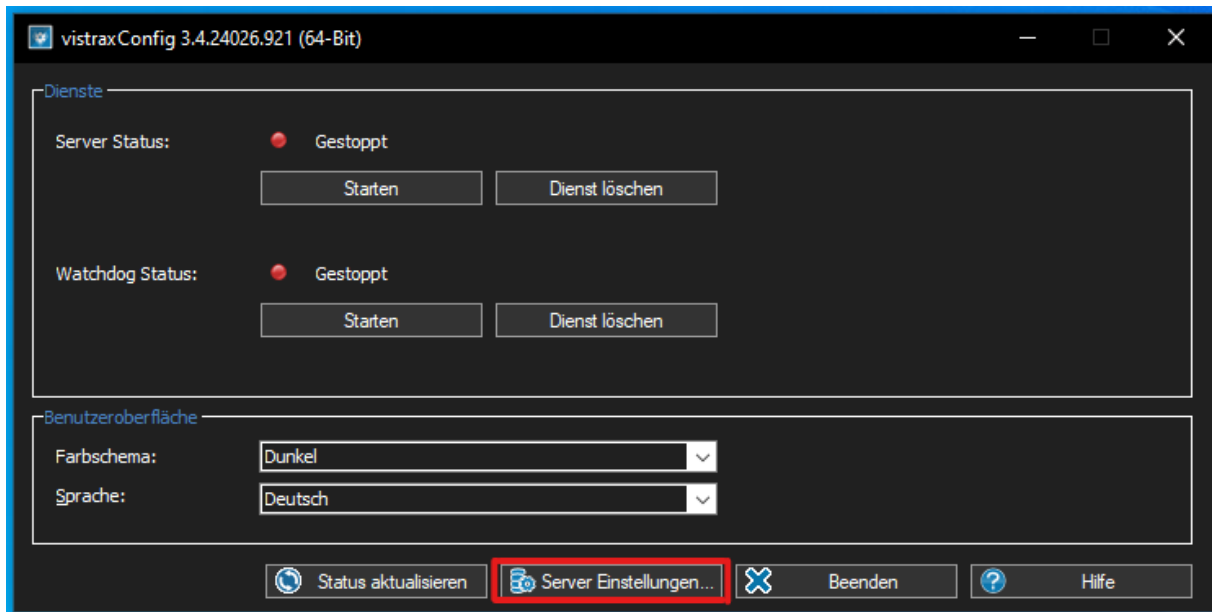 vistraxConfig 3.4.24026.921 (64-Bit)
Dienste
Server Status: Gestoppt
Starten Dienst löschen
Watchdog Status: Gestoppt
Starten Dienst löschen
Benutzeroberfläche
Farbschema: Dunkel
Sprache: Deutsch
Status aktualisieren Server Einstellungen... Beenden Hilfe